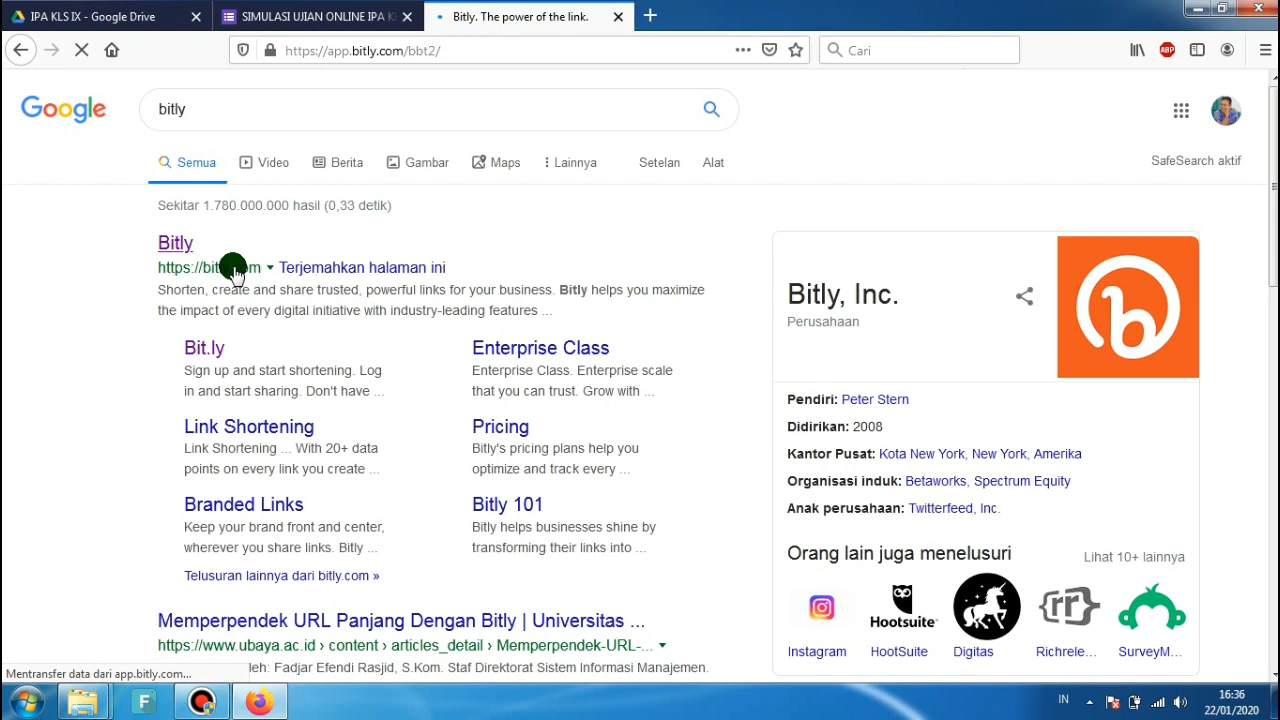 IPA KLS IX - Google Drive
SIMULASI UJIAN ONLINE IPA K
Bitly. The power of the link.
https://app.bitly.com/bbt2/
Cari
ABP
Google
bitly
Semua
Video
Berita
Gambar
Maps
Lainnya
Setelan
Alat
SafeSearch aktif
Sekitar 1.780.000.000 hasil (0,33 detik)
Bitly
Terjemahkan halaman ini
Shorten, create and share trusted, powerful links for your business. Bitly helps you maximize
the impact of every digital initiative with industry-leading features ...
Bit.ly
Sign up and start shortening. Log
in and start sharing. Don't have ...
Enterprise Class
Enterprise Class. Enterprise scale
that you can trust. Grow with ...
Link Shortening
Link Shortening ... With 20+ data
points on every link you create ...
Pricing
Bitly's pricing plans help you
optimize and track every ...
Branded Links
Keep your brand front and center,
wherever you share links. Bitly ...
Bitly 101
Bitly helps businesses shine by
transforming their links into ...
Telusuran lainnya dari bitly.com »
Memperpendek URL Panjang Dengan Bitly | Universitas ...
https://www.ubaya.ac.id › content › articles_detail › Memperpendek-URL-...
leh: Fadjar Efendi Rasjid, S.Kom. Staf Direktorat Sistem Informasi Manajemen.
Bitly, Inc.
Perusahaan
b
Pendiri: Peter Stern
Didirikan: 2008
Kantor Pusat: Kota New York, New York, Amerika
Organisasi induk: Betaworks, Spectrum Equity
Anak perusahaan: Twitterfeed, Inc.
Orang lain juga menelusuri
Lihat 10+ lainnya
Hootsuite
rr
Instagram
HootSuite
Digitas
Richrele...
SurveyM...
Mentransfer data dari app.bitly.com...
F
IN
16:36
22/01/2020